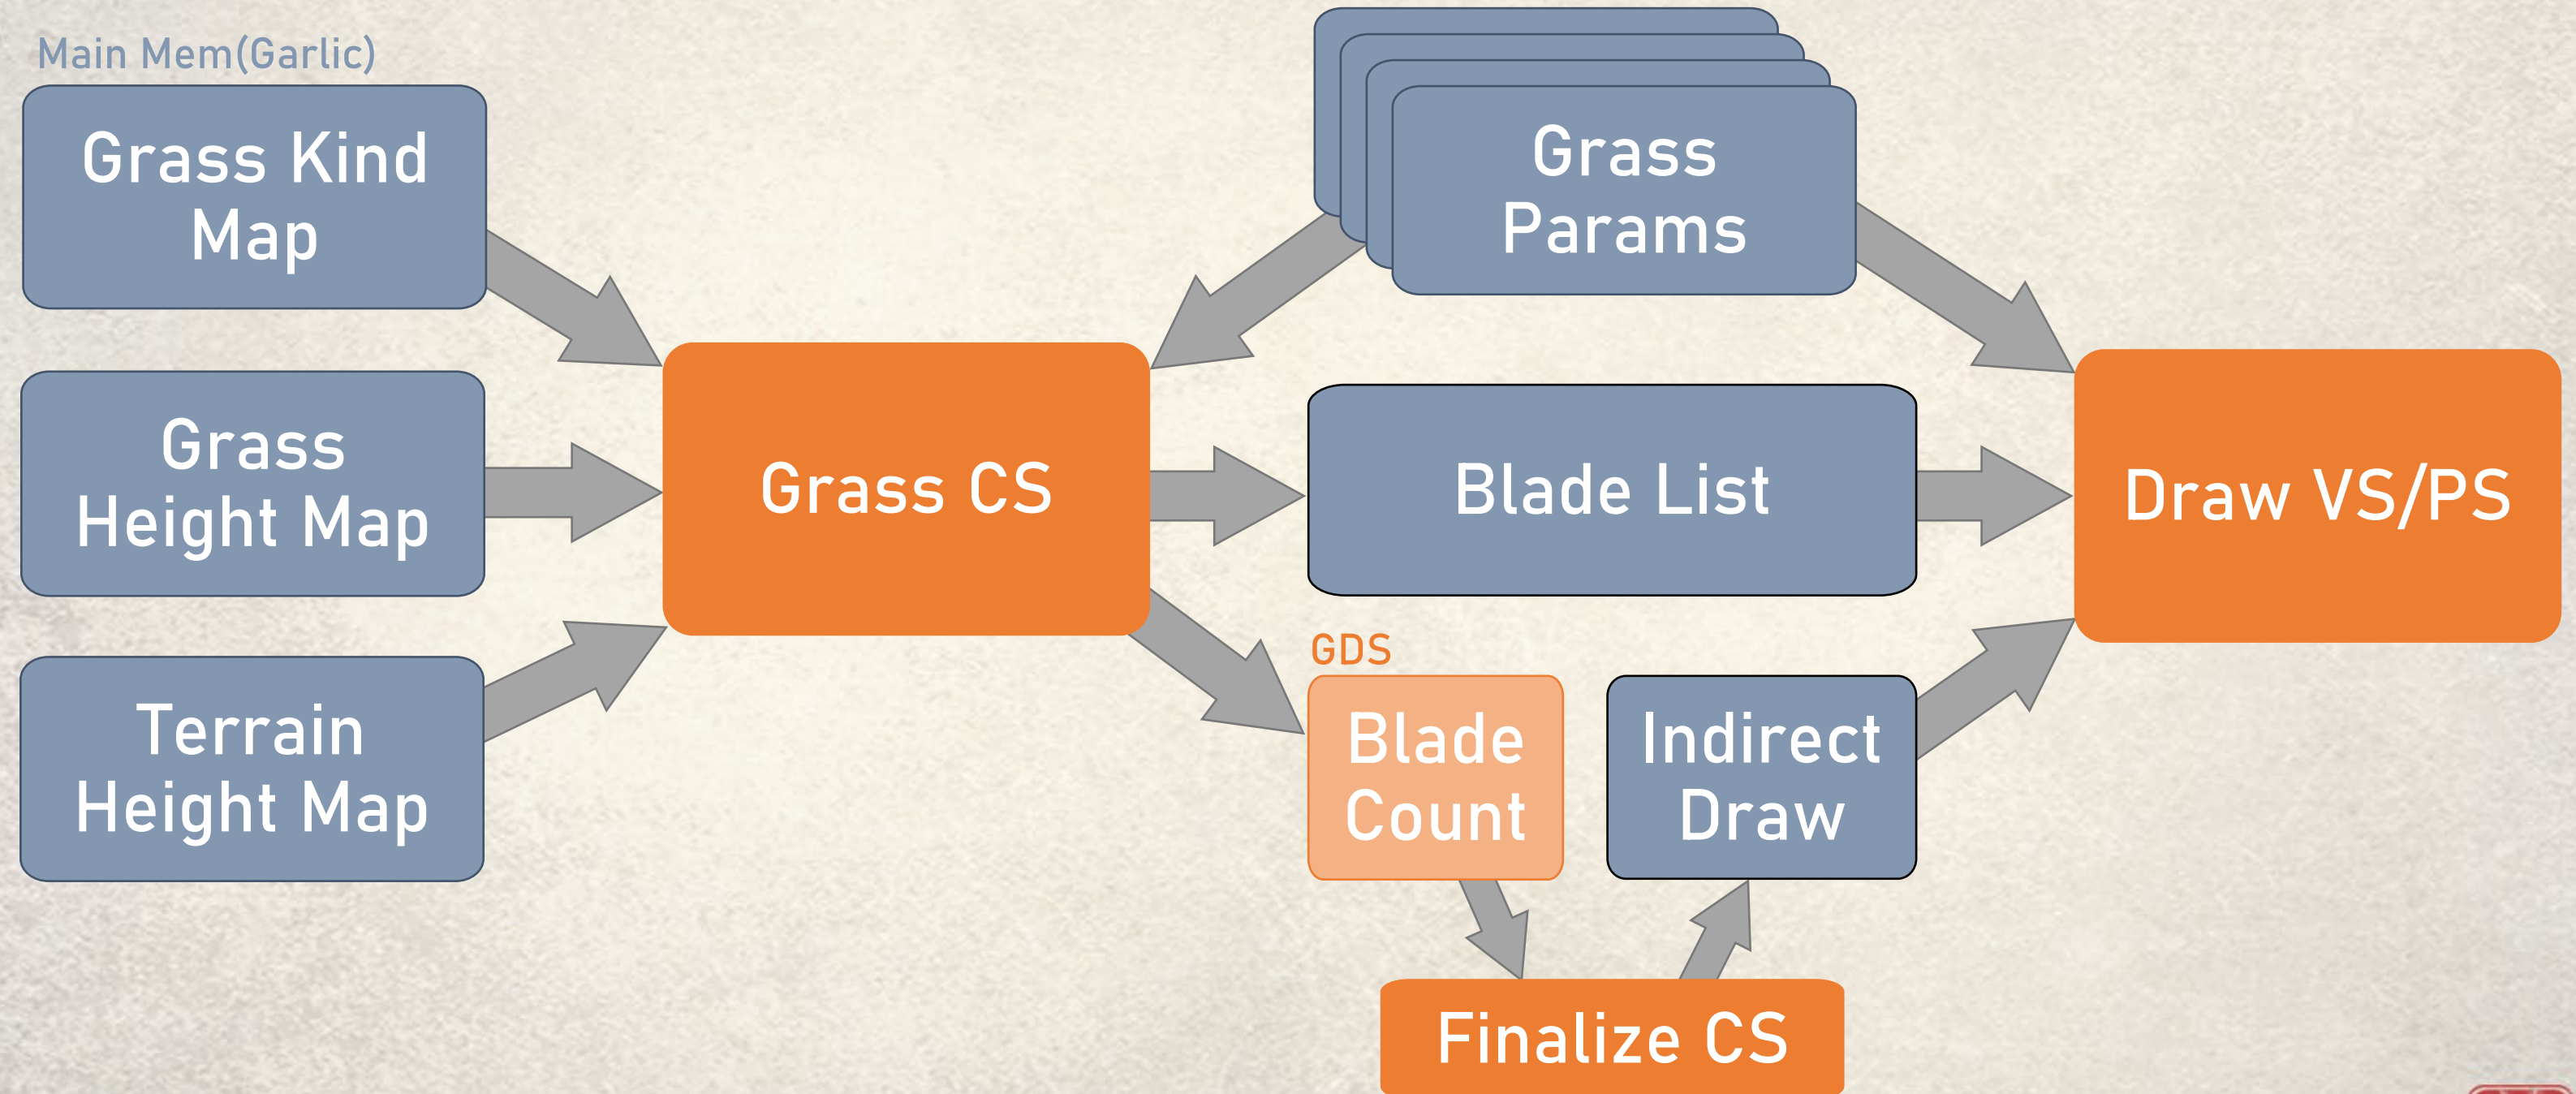 Main Mem(Garlic)
Grass Kind
Map
Grass
Height Map
Terrain
Height Map
Grass CS
Grass
Params
Blade List
GDS
Blade
Count
Indirect
Draw
Finalize CS
Draw VS/PS